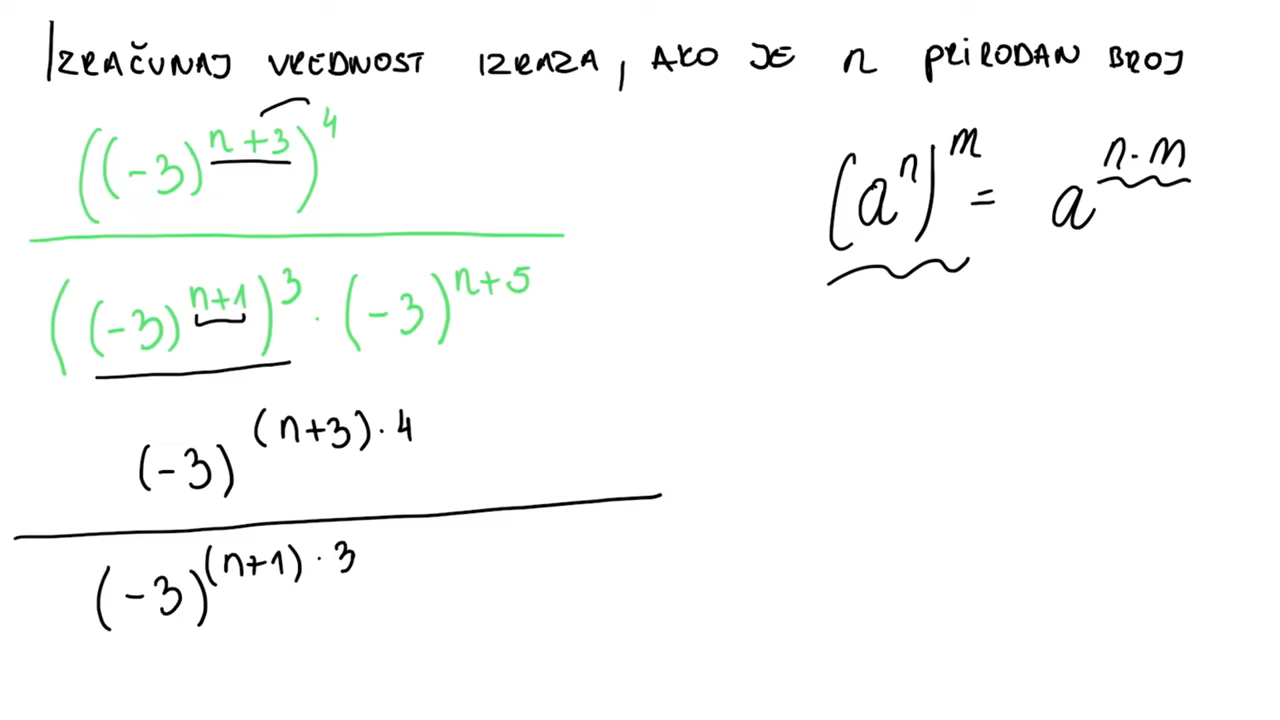 IZRAČUNAJ VREDNOST IZRAZA, AKO JE n PRIRODAN BROJ
((-3)^(n+3))^4
(a^n)^m = a^(n·m)
((-3)^(n+1))^3 · (-3)^(n+5)
(-3)^((n+3)·4)
(-3)^((n+1)·3)